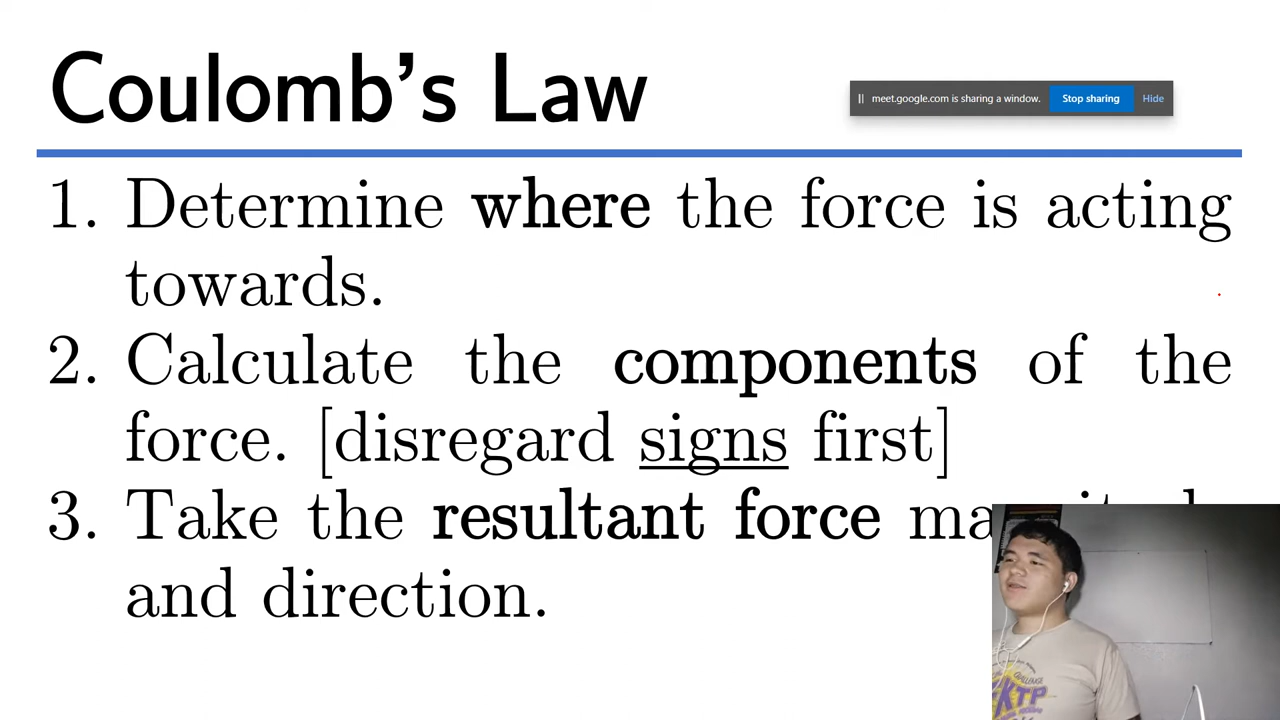 Coulomb's Law
meet.google.com is sharing a window. Stop sharing Hide
1. Determine where the force is acting
towards.
2. Calculate the components of the
force. [disregard signs first]
3. Take the resultant force
and direction.
KTP